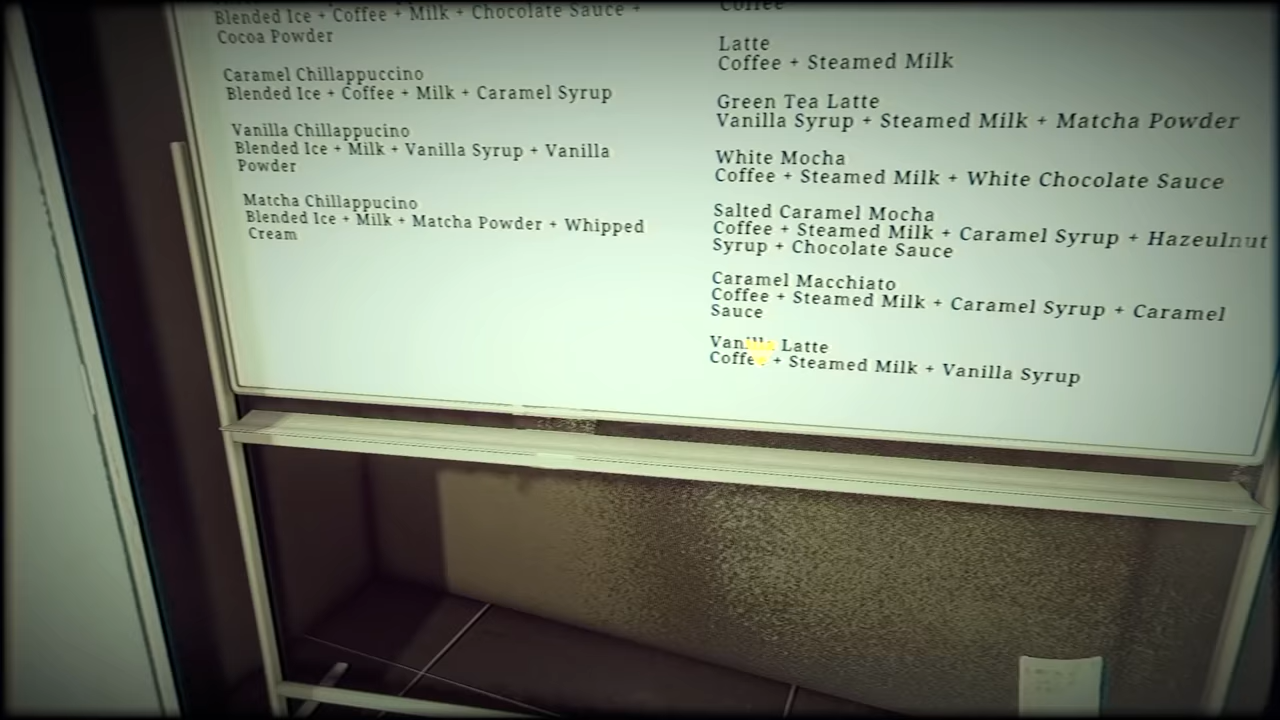 Blended Ice + Coffee + Milk + Chocolate Sauce +
Cocoa Powder
Caramel Chillappuccino
Blended Ice + Coffee + Milk + Caramel Syrup
Vanilla Chillappucino
Blended Ice + Milk + Vanilla Syrup + Vanilla
Powder
Matcha Chillappucino
Blended Ice + Milk + Matcha Powder + Whipped
Cream
Coffee
Latte
Coffee + Steamed Milk
Green Tea Latte
Vanilla Syrup + Steamed Milk + Matcha Powder
White Mocha
Coffee + Steamed Milk + White Chocolate Sauce
Salted Caramel Mocha
Coffee + Steamed Milk + Caramel Syrup + Hazeulnut
Syrup + Chocolate Sauce
Caramel Macchiato
Coffee + Steamed Milk + Caramel Syrup + Caramel
Sauce
Vanilla Latte
Coffee + Steamed Milk + Vanilla Syrup